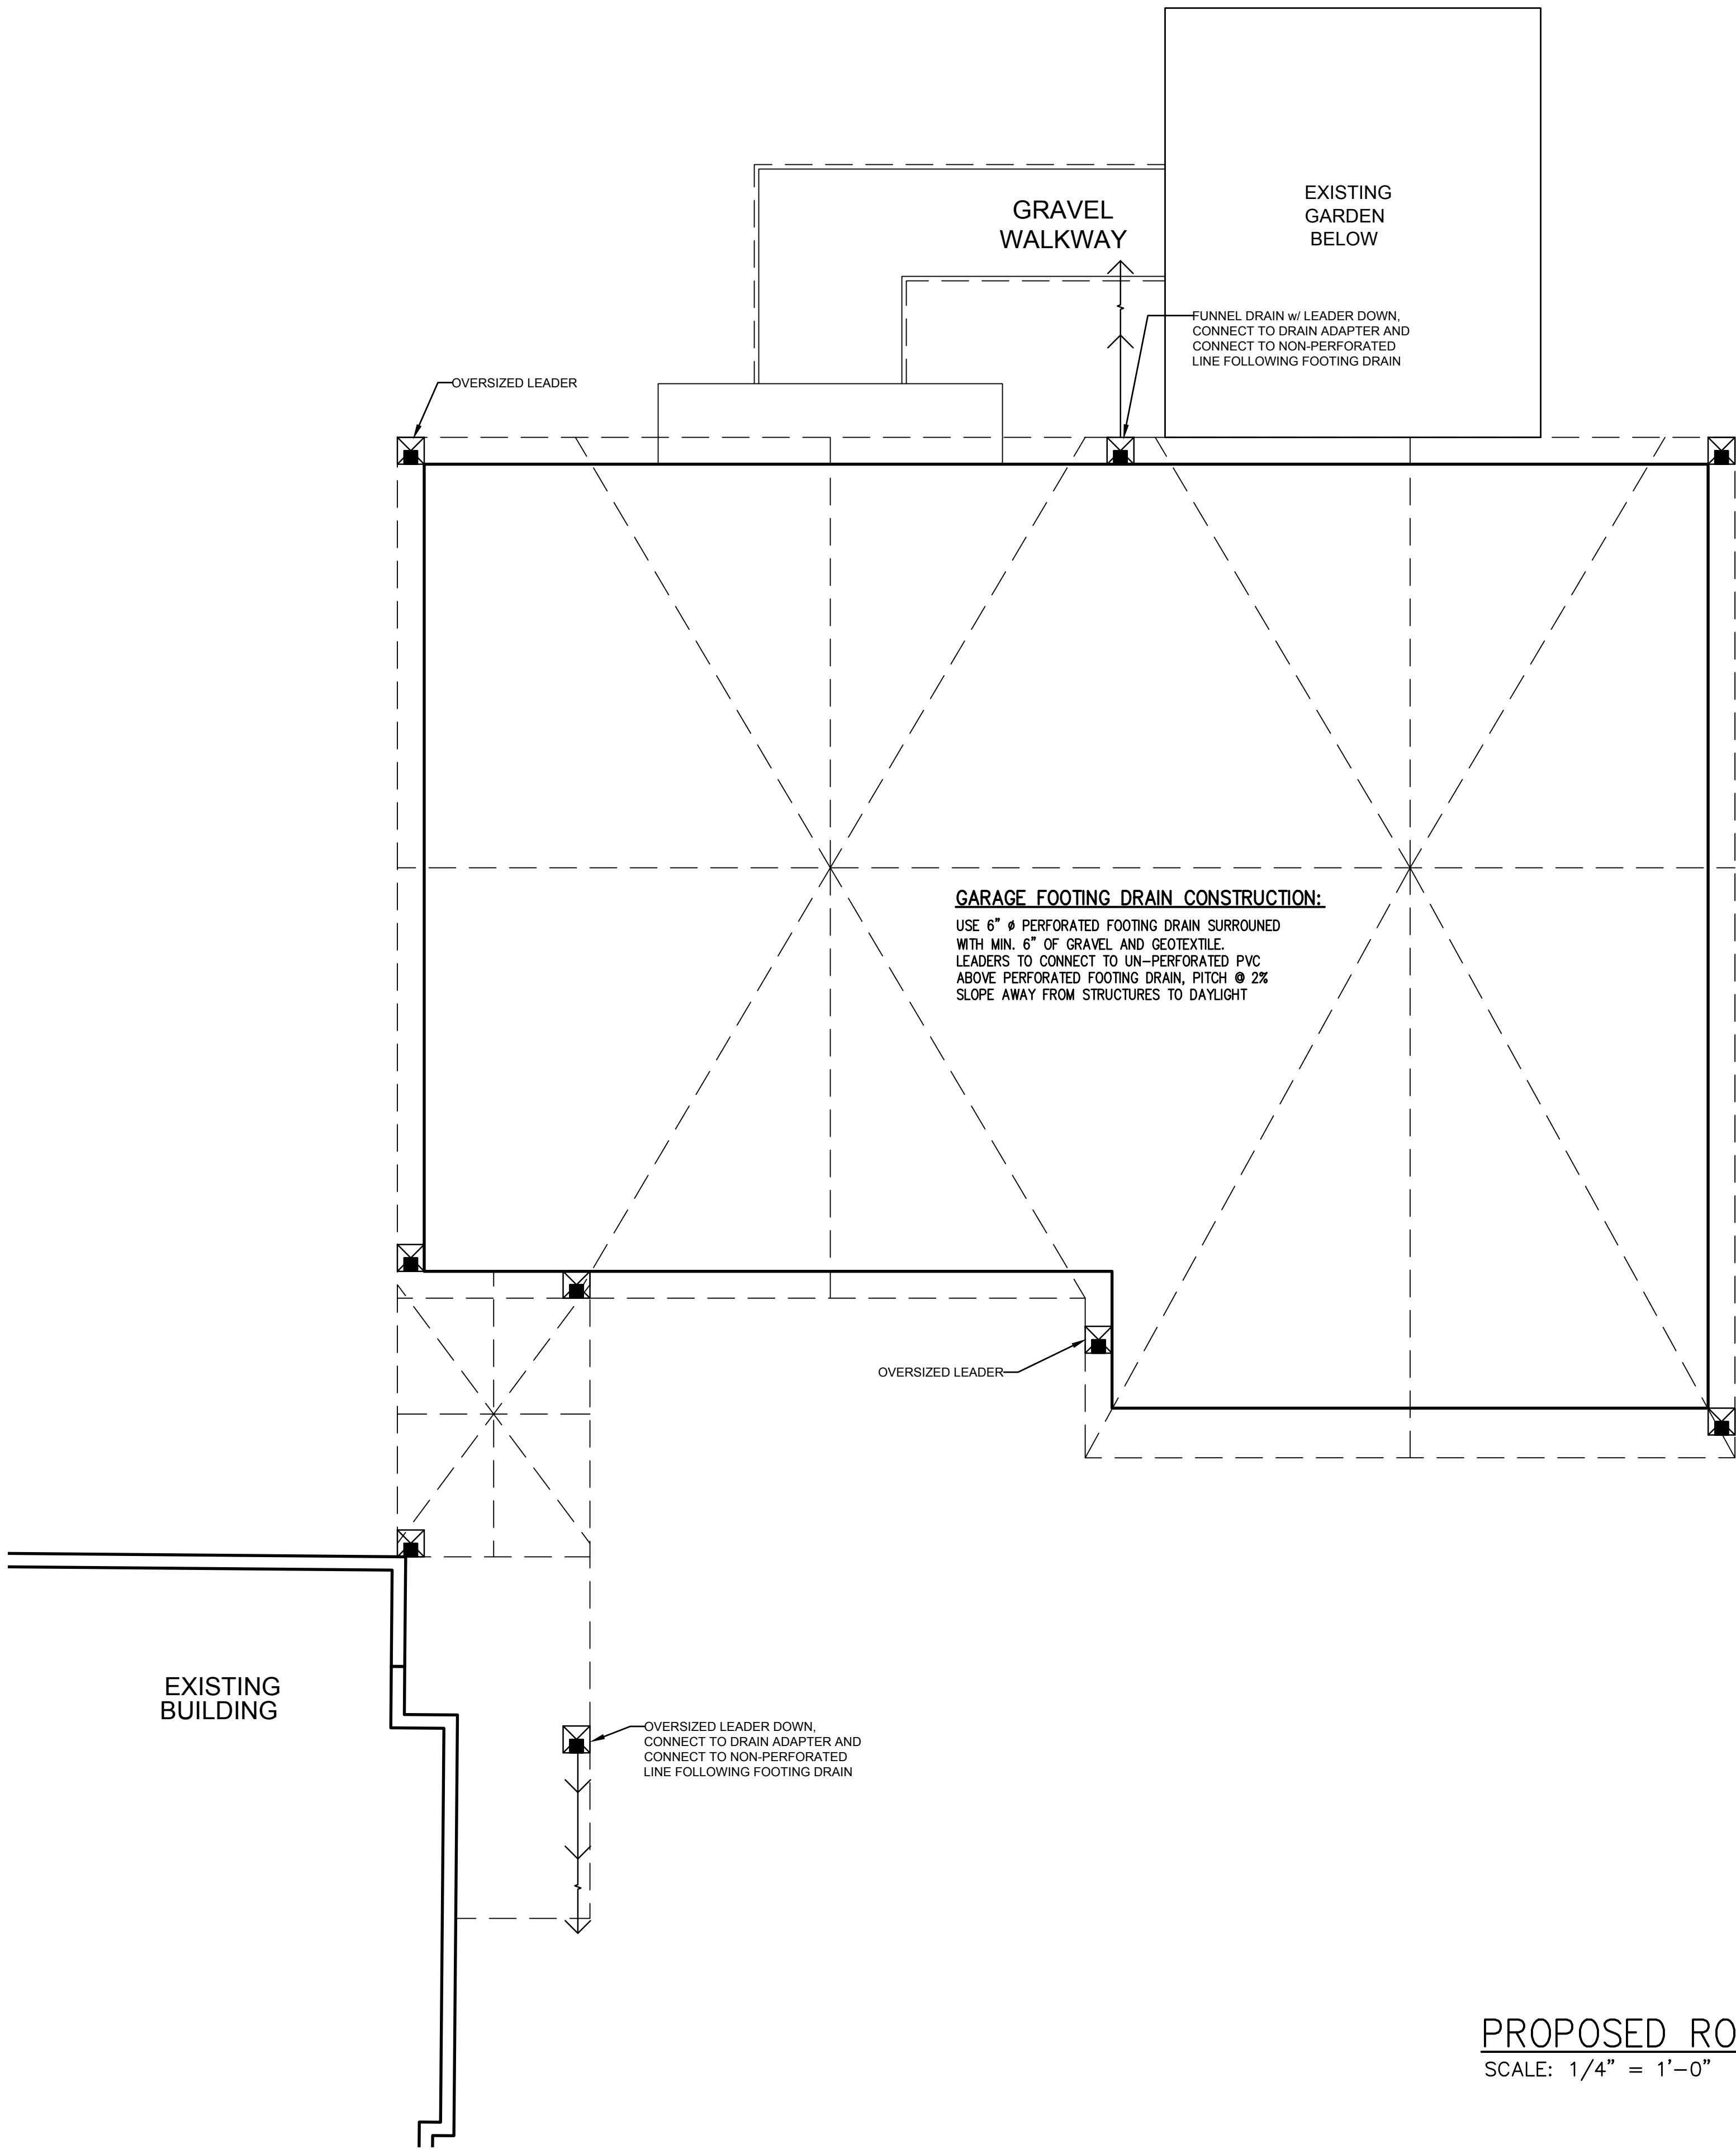 EXISTING
GARDEN
BELOW
GRAVEL
WALKWAY
FUNNEL DRAIN w/ LEADER DOWN,
CONNECT TO DRAIN ADAPTER AND
CONNECT TO NON-PERFORATED
LINE FOLLOWING FOOTING DRAIN
OVERSIZED LEADER
GARAGE FOOTING DRAIN CONSTRUCTION:
USE 6" ø PERFORATED FOOTING DRAIN SURROUNED
WITH MIN. 6" OF GRAVEL AND GEOTEXTILE.
LEADERS TO CONNECT TO UN-PERFORATED PVC
ABOVE PERFORATED FOOTING DRAIN, PITCH @ 2%
SLOPE AWAY FROM STRUCTURES TO DAYLIGHT
OVERSIZED LEADER
EXISTING
BUILDING
OVERSIZED LEADER DOWN,
CONNECT TO DRAIN ADAPTER AND
CONNECT TO NON-PERFORATED
LINE FOLLOWING FOOTING DRAIN
PROPOSED RO
SCALE: 1/4" = 1'-0"